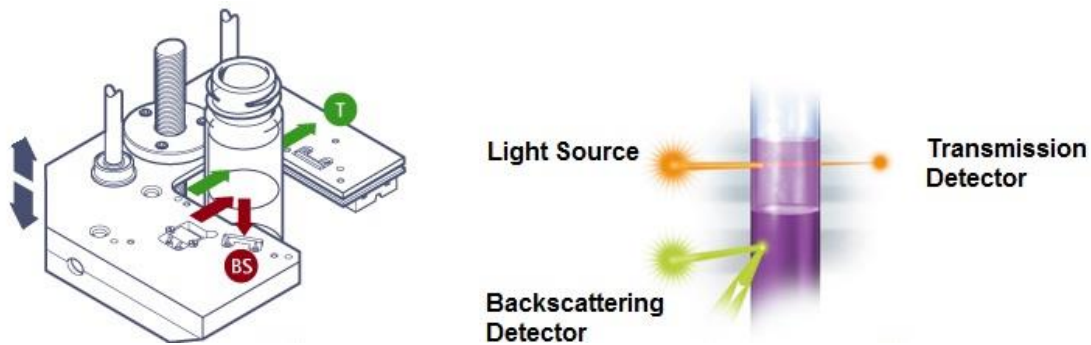 T
BS
Light Source
Transmission
Detector
Backscattering
Detector